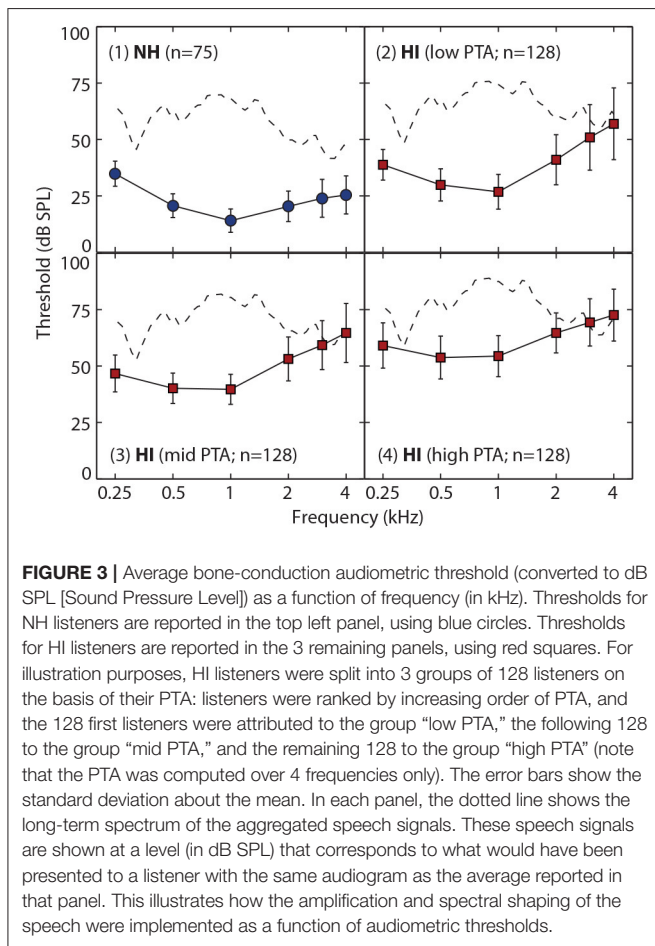 100
75
50
25
0
(1) NH (n=75)
(2) HI (low PTA; n=128)
100
75
50
25
0
(3) HI (mid PTA; n=128)
(4) HI (high PTA; n=128)
Threshold (dB SPL)
0.25 0.5 1 2 4 0.25 0.5 1 2 4
Frequency (kHz)
FIGURE 3 | Average bone-conduction audiometric threshold (converted to dB
SPL [Sound Pressure Level]) as a function of frequency (in kHz). Thresholds for
NH listeners are reported in the top left panel, using blue circles. Thresholds
for HI listeners are reported in the 3 remaining panels, using red squares. For
illustration purposes, HI listeners were split into 3 groups of 128 listeners on
the basis of their PTA: listeners were ranked by increasing order of PTA, and
the 128 first listeners were attributed to the group “low PTA,” the following 128
to the group “mid PTA,” and the remaining 128 to the group “high PTA” (note
that the PTA was computed over 4 frequencies only). The error bars show the
standard deviation about the mean. In each panel, the dotted line shows the
long-term spectrum of the aggregated speech signals. These speech signals
are shown at a level (in dB SPL) that corresponds to what would have been
presented to a listener with the same audiogram as the average reported in
that panel. This illustrates how the amplification and spectral shaping of the
speech were implemented as a function of audiometric thresholds.